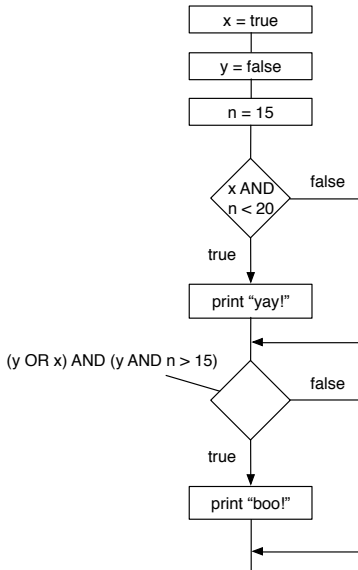 x = true
y = false
n = 15
x AND
n < 20
false
true
print “yay!”
(y OR x) AND (y AND n > 15)
false
true
print “boo!”